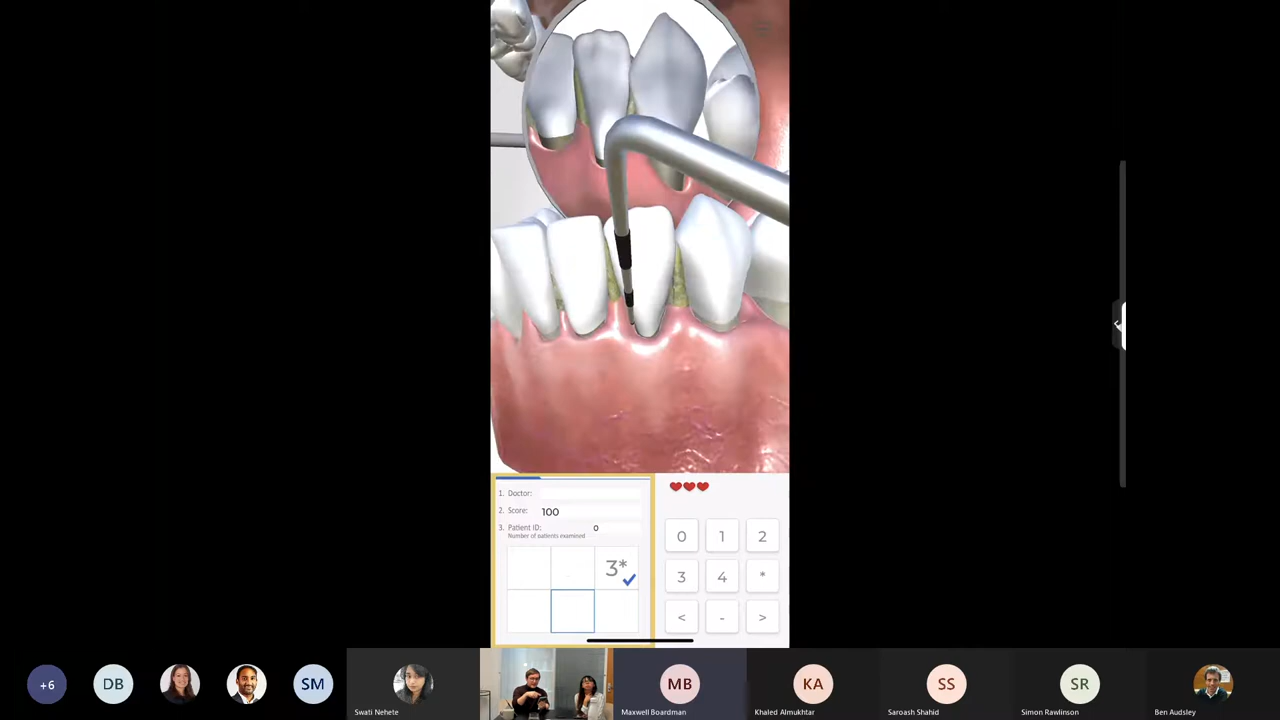 1. Doctor:
2. Score: 100
3. Patient ID: 0
Number of patients examined
3*
0 1 2
3 4 *
< - >
+6
DB
SM
MB
KA
SS
SR
Swati Nehete
Maxwell Boardman
Khaled Almukhtar
Saroash Shahid
Simon Rawlinson
Ben Audsley